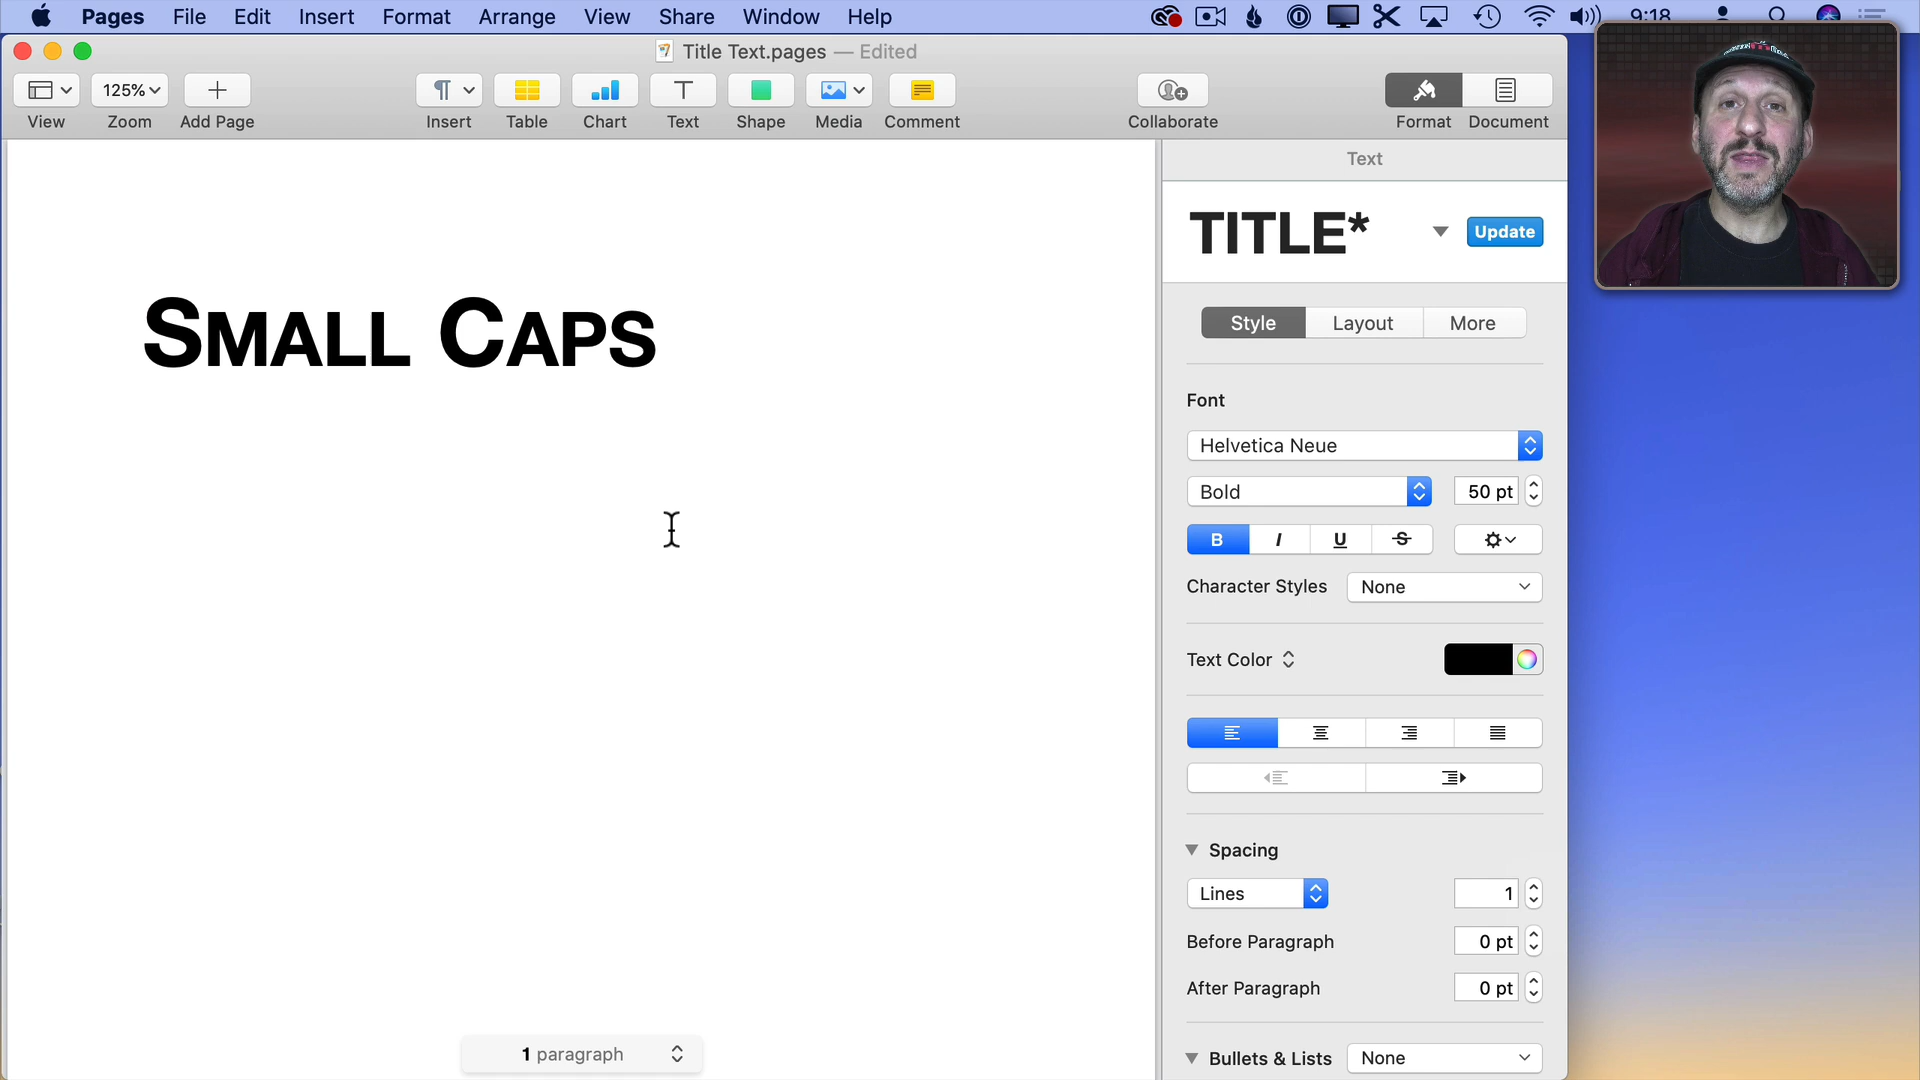 Pages File Edit Insert Format Arrange View Share Window Help 9:18
Title Text.pages — Edited
125%
View Zoom Add Page Insert Table Chart Text Shape Media Comment Collaborate Format Document
Text
TITLE* Update
Style Layout More
SMALL CAPS
Font
Helvetica Neue
Bold 50 pt
B I U S
Character Styles None
Text Color
Spacing
Lines 1
Before Paragraph 0 pt
After Paragraph 0 pt
1 paragraph
Bullets & Lists None